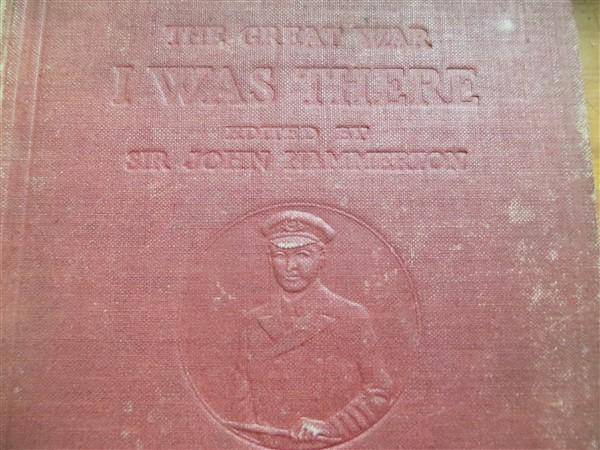 THE GREAT WAR
I WAS THERE
EDITED BY
SIR JOHN HAMMERTON